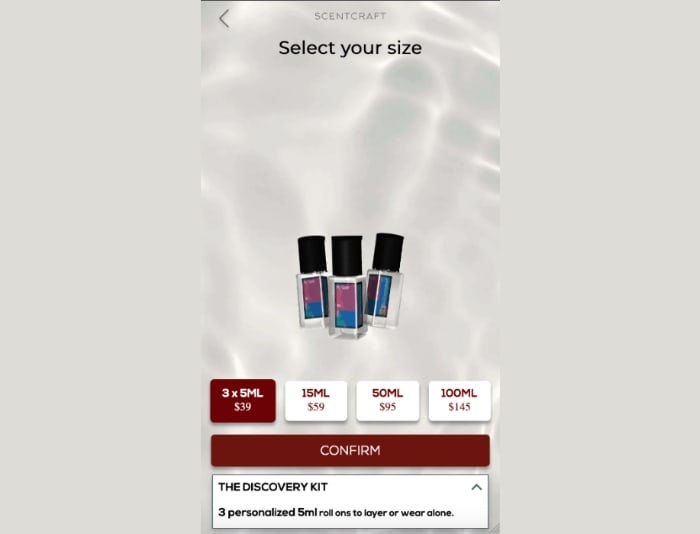 SCENTCRAFT
Select your size
3 x 5ML
$39
15ML
$59
50ML
$95
100ML
$145
CONFIRM
THE DISCOVERY KIT
3 personalized 5ml roll ons to layer or wear alone.